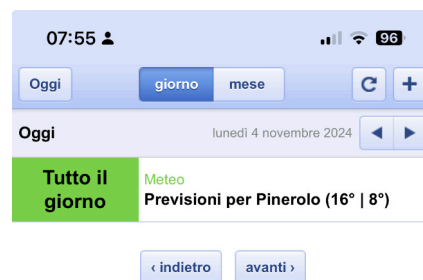 07:55
96
Oggi giorno mese C +
Oggi lunedì 4 novembre 2024
Tutto il giorno
Meteo
Previsioni per Pinerolo (16° | 8°)
‹ indietro avanti ›